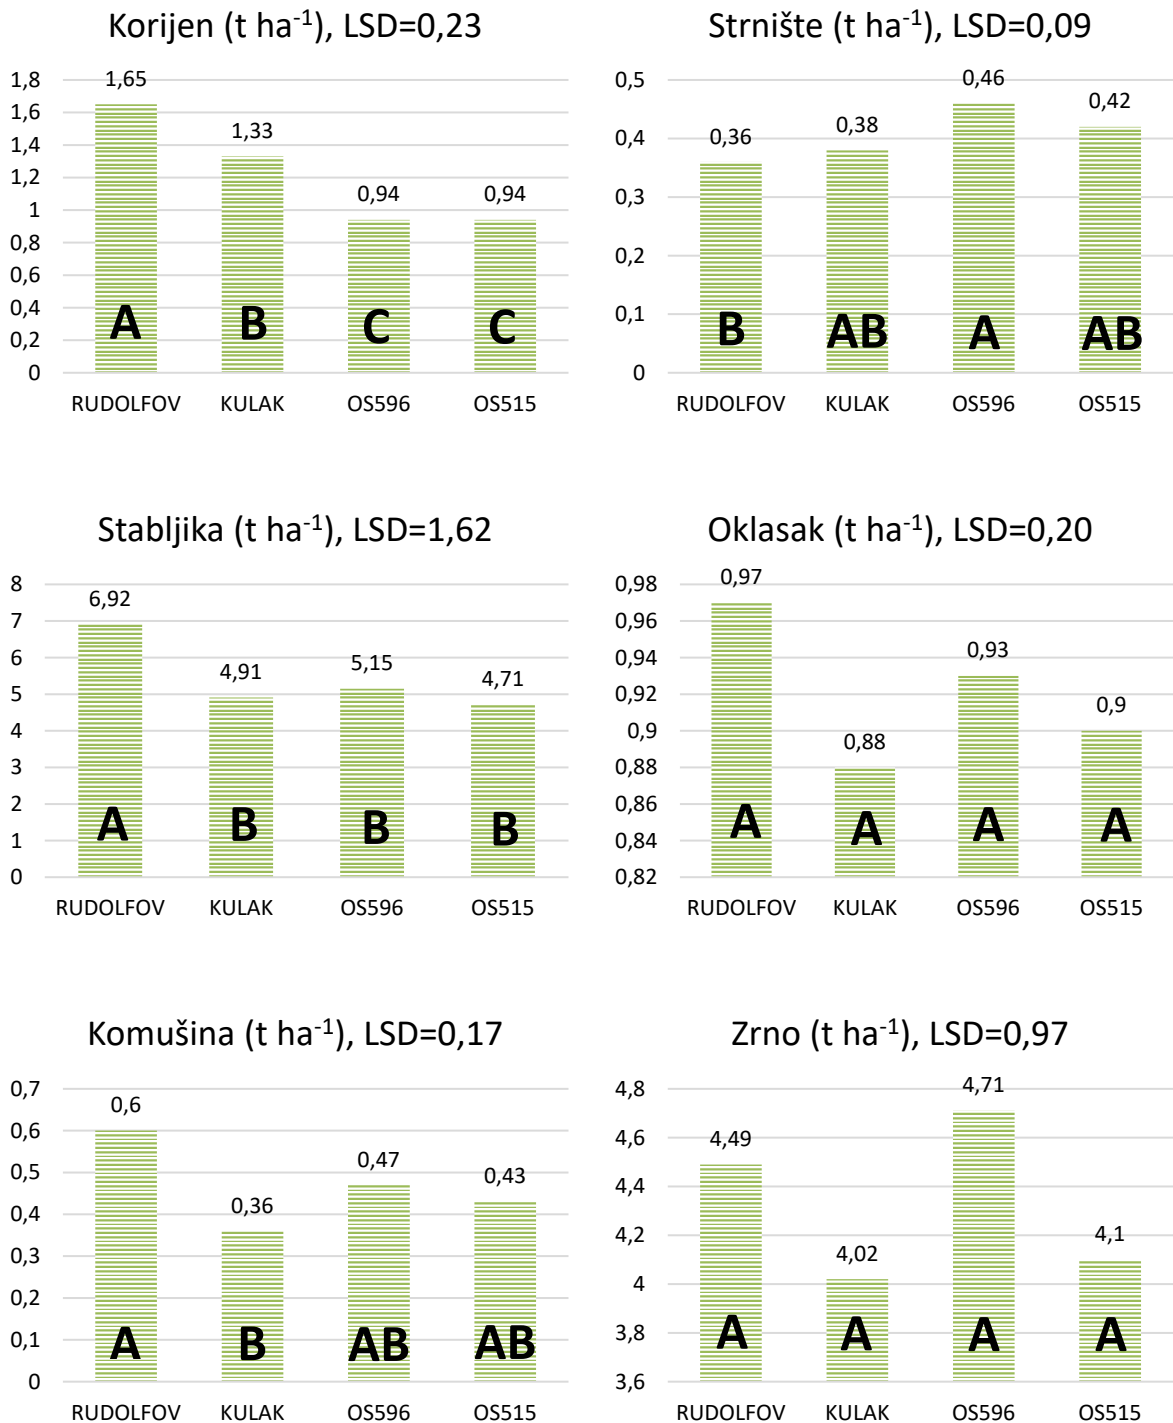 Korijen (t ha⁻¹), LSD=0,23
1,8
1,6
1,4
1,2
1
0,8
0,6
0,4
0,2
0
1,65
1,33
0,94
0,94
A
B
C
C
RUDOLFOV KULAK OS596 OS515
Strnište (t ha⁻¹), LSD=0,09
0,5
0,4
0,3
0,2
0,1
0
0,36
0,38
0,46
0,42
B
AB
A
AB
RUDOLFOV KULAK OS596 OS515
Stabljika (t ha⁻¹), LSD=1,62
8
7
6
5
4
3
2
1
0
6,92
4,91
5,15
4,71
A
B
B
B
RUDOLFOV KULAK OS596 OS515
Oklasak (t ha⁻¹), LSD=0,20
0,98
0,96
0,94
0,92
0,9
0,88
0,86
0,84
0,82
0,97
0,88
0,93
0,9
A
A
A
A
RUDOLFOV KULAK OS596 OS515
Komušina (t ha⁻¹), LSD=0,17
0,7
0,6
0,5
0,4
0,3
0,2
0,1
0
0,6
0,36
0,47
0,43
A
B
AB
AB
RUDOLFOV KULAK OS596 OS515
Zrno (t ha⁻¹), LSD=0,97
4,8
4,6
4,4
4,2
4
3,8
3,6
4,49
4,02
4,71
4,1
A
A
A
A
RUDOLFOV KULAK OS596 OS515